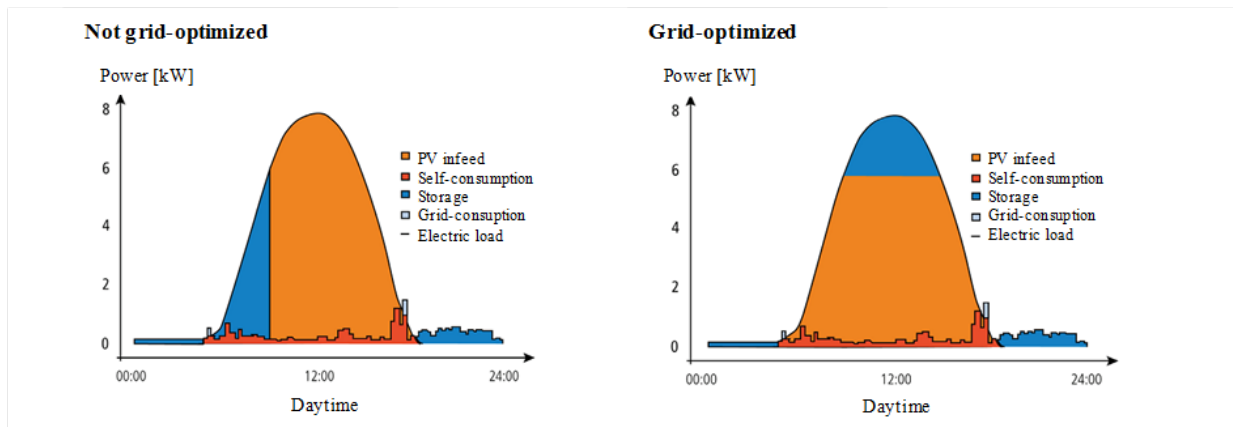 Not grid-optimized
Power [kW]
8
6
4
2
0
PV infeed
Self-consumption
Storage
Grid-consuption
Electric load
00:00
12:00
24:00
Daytime
Grid-optimized
Power [kW]
8
6
4
2
0
PV infeed
Self-consumption
Storage
Grid-consuption
Electric load
00:00
12:00
24:00
Daytime